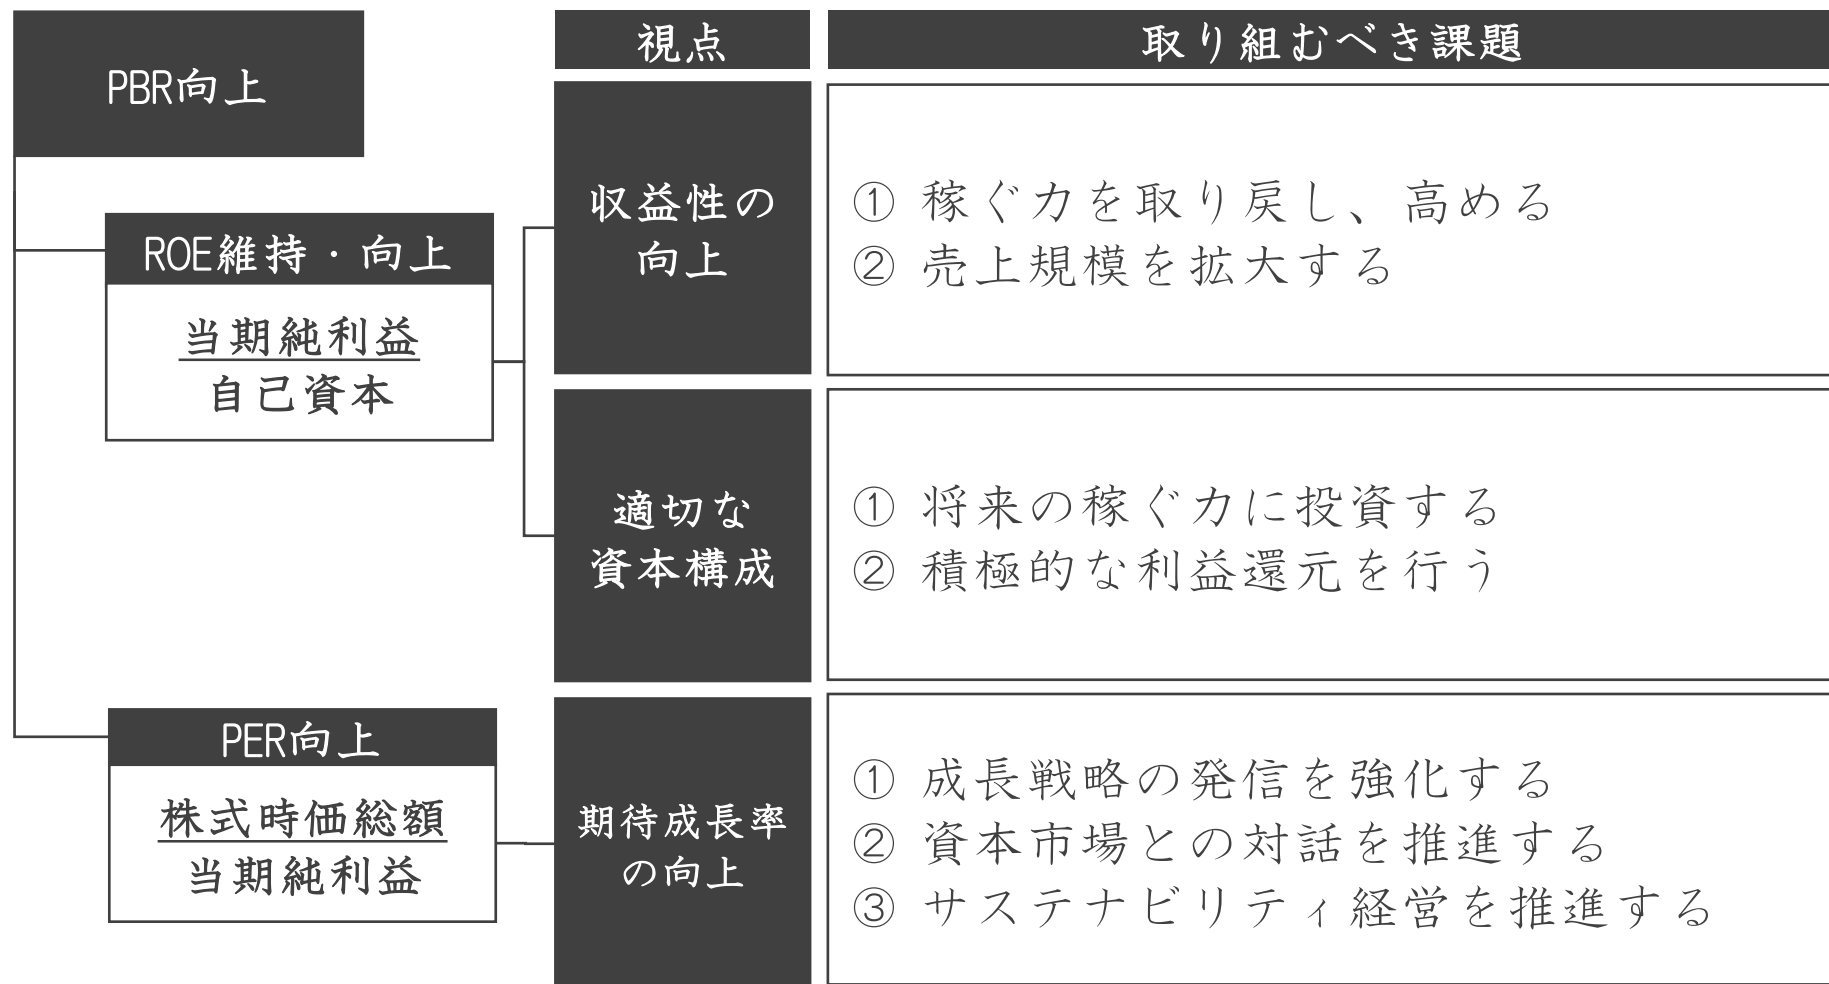 PBR向上
視点
取り組むべき課題
ROE維持・向上
当期純利益
自己資本
収益性の
向上
① 稼ぐ力を取り戻し、高める
② 売上規模を拡大する
適切な
資本構成
① 将来の稼ぐ力に投資する
② 積極的な利益還元を行う
PER向上
株式時価総額
当期純利益
期待成長率
の向上
① 成長戦略の発信を強化する
② 資本市場との対話を推進する
③ サステナビリティ経営を推進する